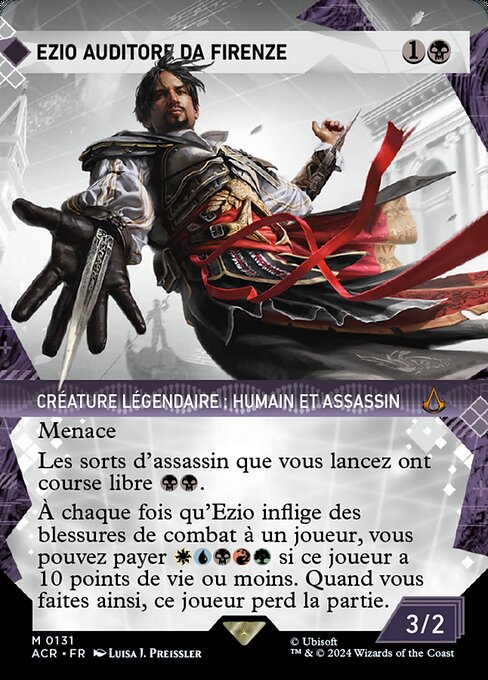 EZIO AUDITORE DA FIRENZE 1
CRÉATURE LÉGENDAIRE : HUMAIN ET ASSASSIN
Menace
Les sorts d'assassin que vous lancez ont
course libre.
À chaque fois qu'Ezio inflige des
blessures de combat à un joueur, vous
pouvez payer si ce joueur a
10 points de vie ou moins. Quand vous
faites ainsi, ce joueur perd la partie.
3/2
M 0131
ACR • FR Luisa J. Preissler
© Ubisoft
™ & © 2024 Wizards of the Coast